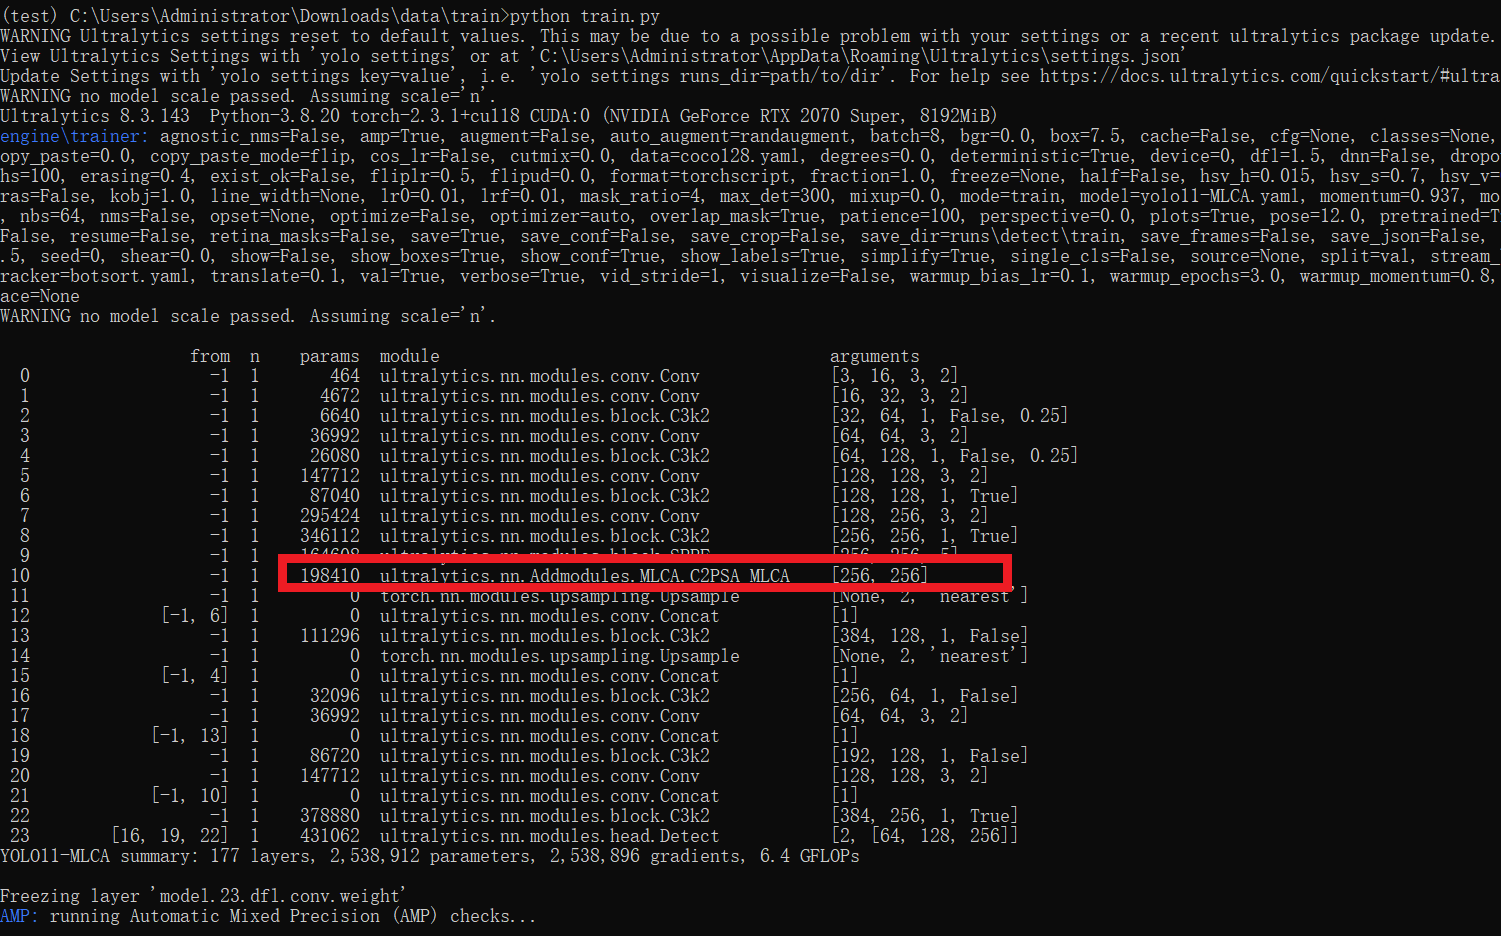 (test) C:\Users\Administrator\Downloads\data\train>python train.py
WARNING Ultralytics settings reset to default values. This may be due to a possible problem with your settings or a recent ultralytics package update.
View Ultralytics Settings with 'yolo settings' or at 'C:\Users\Administrator\AppData\Roaming\Ultralytics\settings.json'
Update Settings with 'yolo settings key=value', i.e. 'yolo settings runs_dir=path/to/dir'. For help see https://docs.ultralytics.com/quickstart/#ultra
WARNING no model scale passed. Assuming scale='n'.
Ultralytics 8.3.143  Python-3.8.20 torch-2.3.1+cu118 CUDA:0 (NVIDIA GeForce RTX 2070 Super, 8192MiB)
engine\trainer: agnostic_nms=False, amp=True, augment=False, auto_augment=randaugment, batch=8, bgr=0.0, box=7.5, cache=False, cfg=None, classes=None,
opy_paste=0.0, copy_paste_mode=flip, cos_lr=False, cutmix=0.0, data=coco128.yaml, degrees=0.0, deterministic=True, device=0, dfl=1.5, dnn=False, dropo
hs=100, erasing=0.4, exist_ok=False, fliplr=0.5, flipud=0.0, format=torchscript, fraction=1.0, freeze=None, half=False, hsv_h=0.015, hsv_s=0.7, hsv_v=
ras=False, kobj=1.0, line_width=None, lr0=0.01, lrf=0.01, mask_ratio=4, max_det=300, mixup=0.0, mode=train, model=yolo11-MLCA.yaml, momentum=0.937, mo
, nbs=64, nms=False, opset=None, optimize=False, optimizer=auto, overlap_mask=True, patience=100, perspective=0.0, plots=True, pose=12.0, pretrained=T
False, resume=False, retina_masks=False, save=True, save_conf=False, save_crop=False, save_dir=runs\detect\train, save_frames=False, save_json=False,
.5, seed=0, shear=0.0, show=False, show_boxes=True, show_conf=True, show_labels=True, simplify=True, single_cls=False, source=None, split=val, stream_
racker=botsort.yaml, translate=0.1, val=True, verbose=True, vid_stride=1, visualize=False, warmup_bias_lr=0.1, warmup_epochs=3.0, warmup_momentum=0.8,
ace=None
WARNING no model scale passed. Assuming scale='n'.
from  n    params  module                                       arguments
0                  -1  1       464  ultralytics.nn.modules.conv.Conv             [3, 16, 3, 2]
1                  -1  1      4672  ultralytics.nn.modules.conv.Conv             [16, 32, 3, 2]
2                  -1  1      6640  ultralytics.nn.modules.block.C3k2            [32, 64, 1, False, 0.25]
3                  -1  1     36992  ultralytics.nn.modules.conv.Conv             [64, 64, 3, 2]
4                  -1  1     26080  ultralytics.nn.modules.block.C3k2            [64, 128, 1, False, 0.25]
5                  -1  1    147712  ultralytics.nn.modules.conv.Conv             [128, 128, 3, 2]
6                  -1  1     87040  ultralytics.nn.modules.block.C3k2            [128, 128, 1, True]
7                  -1  1    295424  ultralytics.nn.modules.conv.Conv             [128, 256, 3, 2]
8                  -1  1    346112  ultralytics.nn.modules.block.C3k2            [256, 256, 1, True]
9                  -1  1    164608  ultralytics.nn.modules.block.SPPF            [256, 256, 5]
10                  -1  1    198410  ultralytics.nn.Addmodules.MLCA.C2PSA_MLCA    [256, 256]
11                  -1  1         0  torch.nn.modules.upsampling.Upsample         [None, 2, 'nearest']
12             [-1, 6]  1         0  ultralytics.nn.modules.conv.Concat           [1]
13                  -1  1    111296  ultralytics.nn.modules.block.C3k2            [384, 128, 1, False]
14                  -1  1         0  torch.nn.modules.upsampling.Upsample         [None, 2, 'nearest']
15             [-1, 4]  1         0  ultralytics.nn.modules.conv.Concat           [1]
16                  -1  1     32096  ultralytics.nn.modules.block.C3k2            [256, 64, 1, False]
17                  -1  1     36992  ultralytics.nn.modules.conv.Conv             [64, 64, 3, 2]
18            [-1, 13]  1         0  ultralytics.nn.modules.conv.Concat           [1]
19                  -1  1     86720  ultralytics.nn.modules.block.C3k2            [192, 128, 1, False]
20                  -1  1    147712  ultralytics.nn.modules.conv.Conv             [128, 128, 3, 2]
21            [-1, 10]  1         0  ultralytics.nn.modules.conv.Concat           [1]
22                  -1  1    378880  ultralytics.nn.modules.block.C3k2            [384, 256, 1, True]
23        [16, 19, 22]  1    431062  ultralytics.nn.modules.head.Detect           [2, [64, 128, 256]]
YOLO11-MLCA summary: 177 layers, 2,538,912 parameters, 2,538,896 gradients, 6.4 GFLOPs
Freezing layer 'model.23.dfl.conv.weight'
AMP: running Automatic Mixed Precision (AMP) checks...